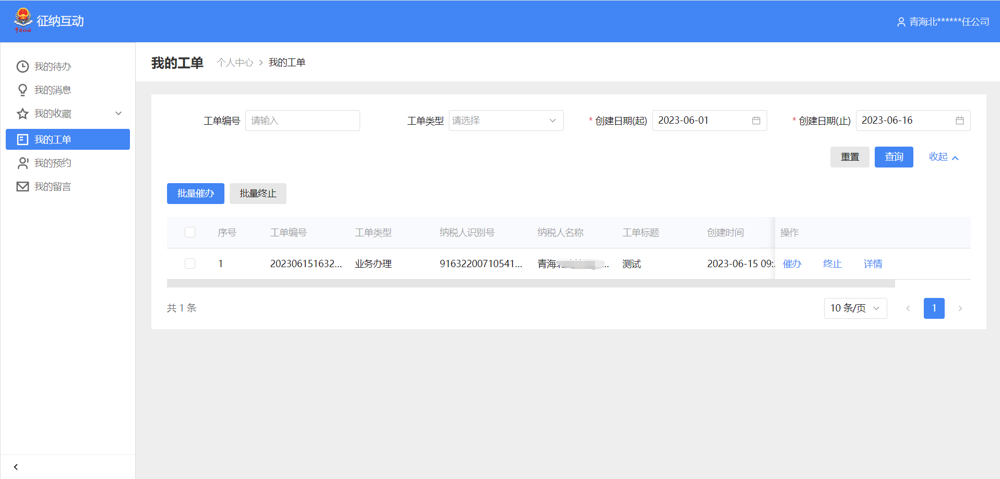 征纳互动
青海北******任公司
我的待办
我的消息
我的收藏
我的工单
我的预约
我的留言
我的工单 个人中心 > 我的工单
工单编号 请输入 工单类型 请选择 * 创建日期(起) 2023-06-01 * 创建日期(止) 2023-06-16
重置 查询 收起
批量催办 批量终止
序号 工单编号 工单类型 纳税人识别号 纳税人名称 工单标题 创建时间 操作
1 202306151632... 业务办理 91632200710541... 青海... 测试 2023-06-15 09:. 催办 终止 详情
共 1 条
10 条/页 < 1 >